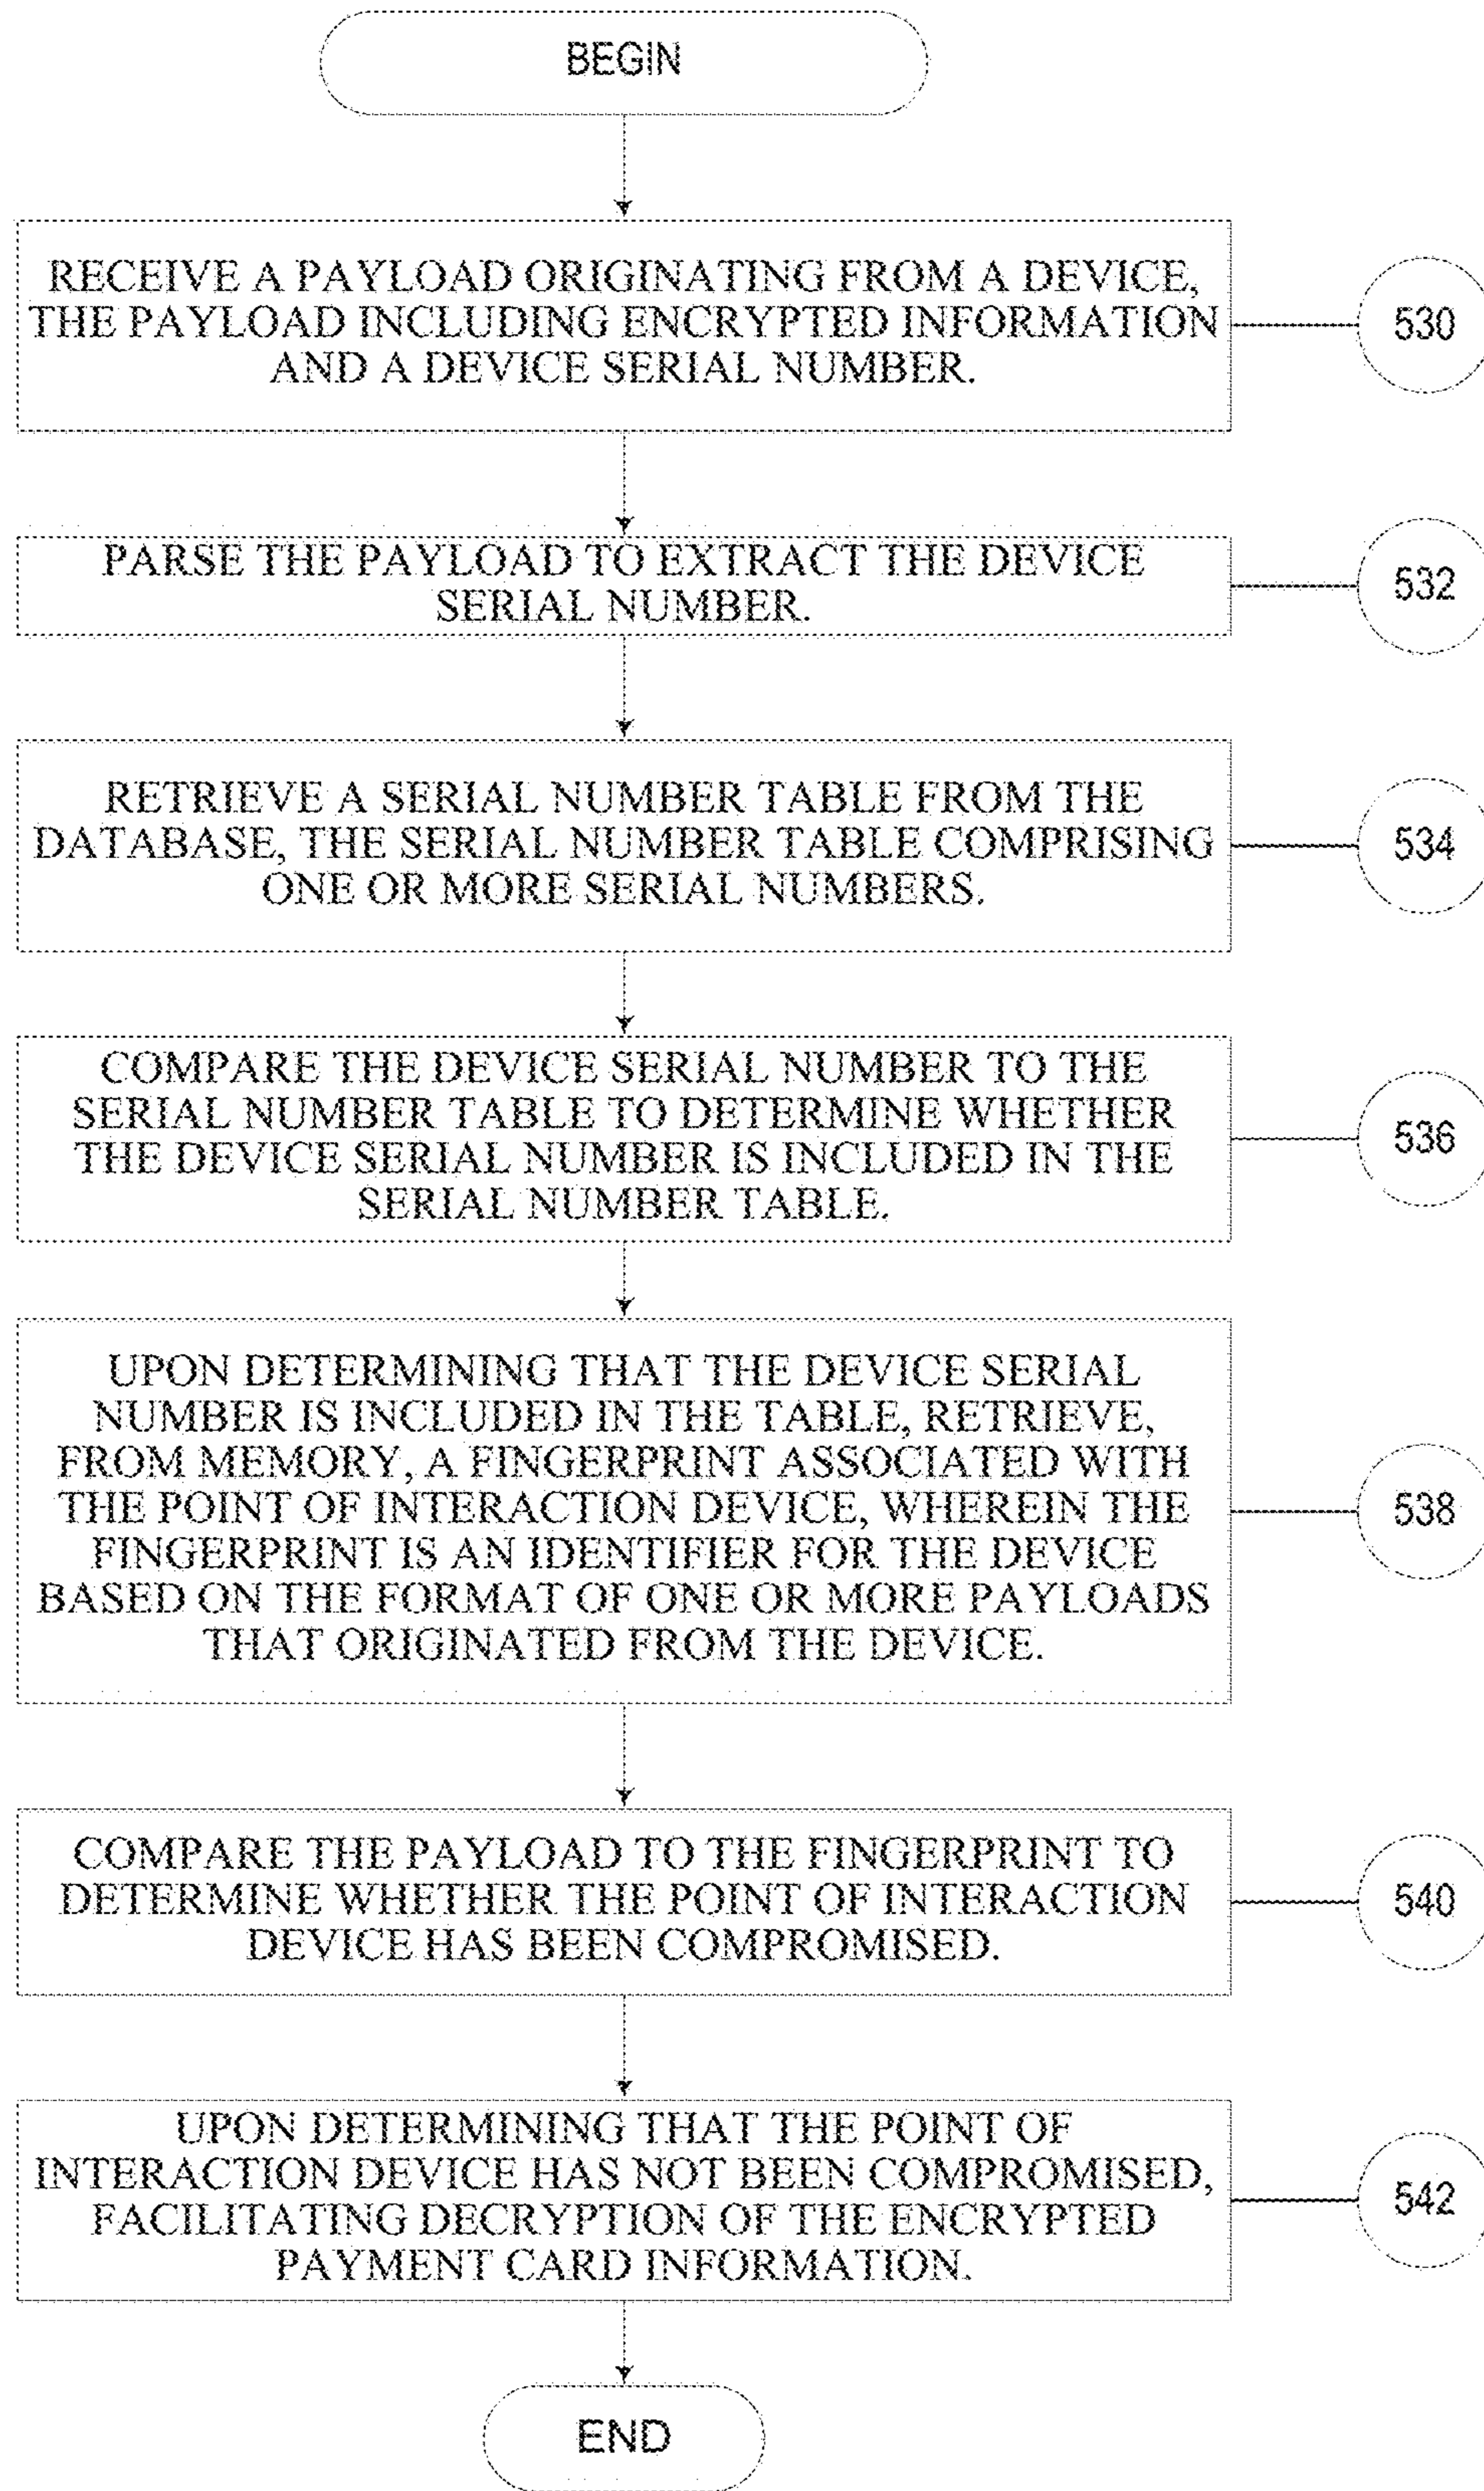 BEGIN
RECEIVE A PAYLOAD ORIGINATING FROM A DEVICE,
THE PAYLOAD INCLUDING ENCRYPTED INFORMATION
AND A DEVICE SERIAL NUMBER.
530
PARSE THE PAYLOAD TO EXTRACT THE DEVICE
SERIAL NUMBER.
532
RETRIEVE A SERIAL NUMBER TABLE FROM THE
DATABASE, THE SERIAL NUMBER TABLE COMPRISING
ONE OR MORE SERIAL NUMBERS.
534
COMPARE THE DEVICE SERIAL NUMBER TO THE
SERIAL NUMBER TABLE TO DETERMINE WHETHER
THE DEVICE SERIAL NUMBER IS INCLUDED IN THE
SERIAL NUMBER TABLE.
536
UPON DETERMINING THAT THE DEVICE SERIAL
NUMBER IS INCLUDED IN THE TABLE, RETRIEVE,
FROM MEMORY, A FINGERPRINT ASSOCIATED WITH
THE POINT OF INTERACTION DEVICE, WHEREIN THE
FINGERPRINT IS AN IDENTIFIER FOR THE DEVICE
BASED ON THE FORMAT OF ONE OR MORE PAYLOADS
THAT ORIGINATED FROM THE DEVICE.
538
COMPARE THE PAYLOAD TO THE FINGERPRINT TO
DETERMINE WHETHER THE POINT OF INTERACTION
DEVICE HAS BEEN COMPROMISED.
540
UPON DETERMINING THAT THE POINT OF
INTERACTION DEVICE HAS NOT BEEN COMPROMISED,
FACILITATING DECRYPTION OF THE ENCRYPTED
PAYMENT CARD INFORMATION.
542
END